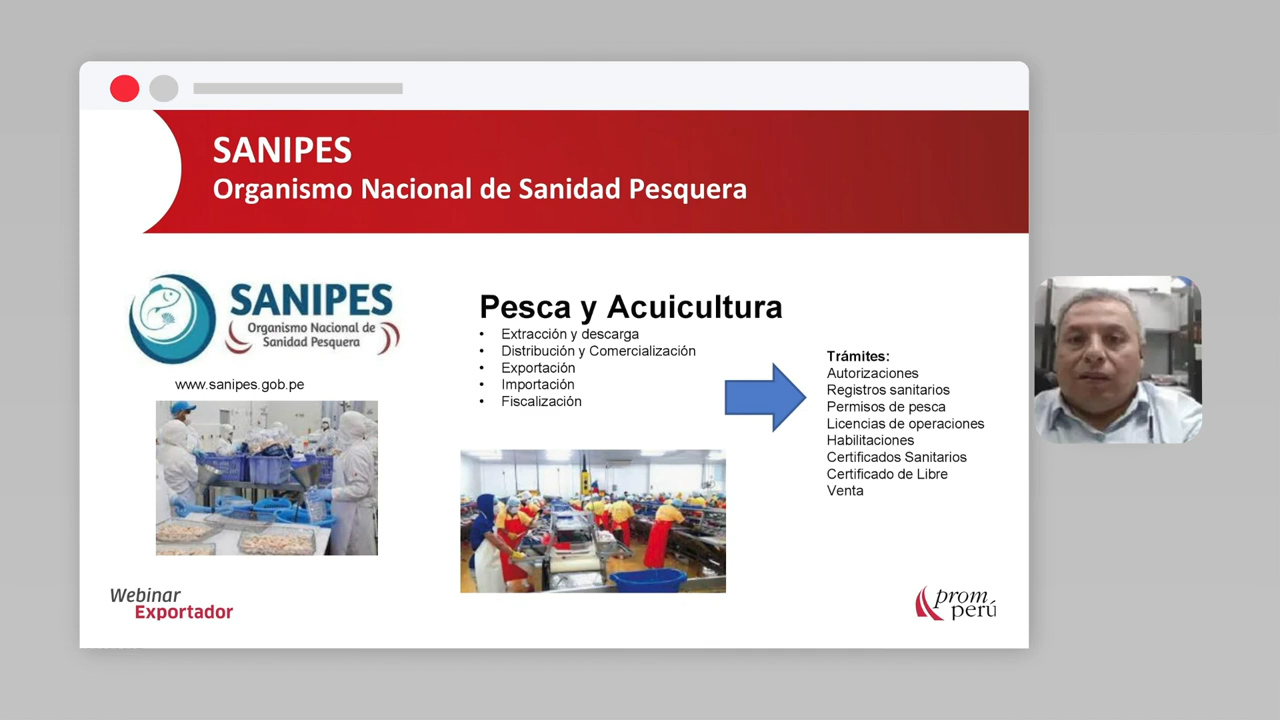 SANIPES
Organismo Nacional de Sanidad Pesquera
SANIPES
Organismo Nacional de
Sanidad Pesquera
www.sanipes.gob.pe
Pesca y Acuicultura
• Extracción y descarga
• Distribución y Comercialización
• Exportación
• Importación
• Fiscalización
Trámites:
Autorizaciones
Registros sanitarios
Permisos de pesca
Licencias de operaciones
Habilitaciones
Certificados Sanitarios
Certificado de Libre
Venta
Webinar
Exportador
prom
perú